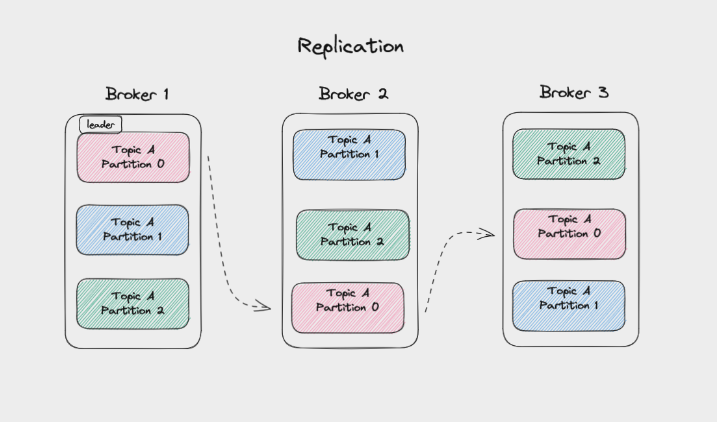 Replication
Broker 1
leader
Topic A
Partition 0
Topic A
Partition 1
Topic A
Partition 2
Broker 2
Topic A
Partition 1
Topic A
Partition 2
Topic A
Partition 0
Broker 3
Topic A
Partition 2
Topic A
Partition 0
Topic A
Partition 1